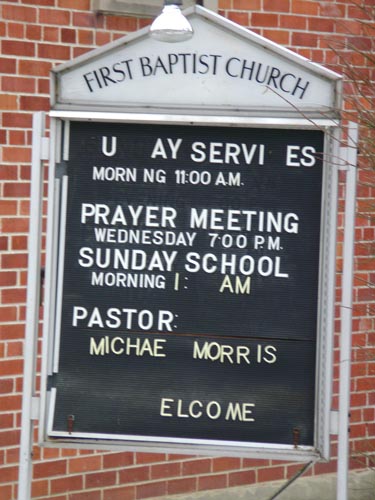 FIRST BAPTIST CHURCH
U AY SERVI ES
MORN NG 11:00 A.M.
PRAYER MEETING
WEDNESDAY 7:00 P.M.
SUNDAY SCHOOL
MORNING 1: AM
PASTOR:
MICHAE MORRIS
ELCOME